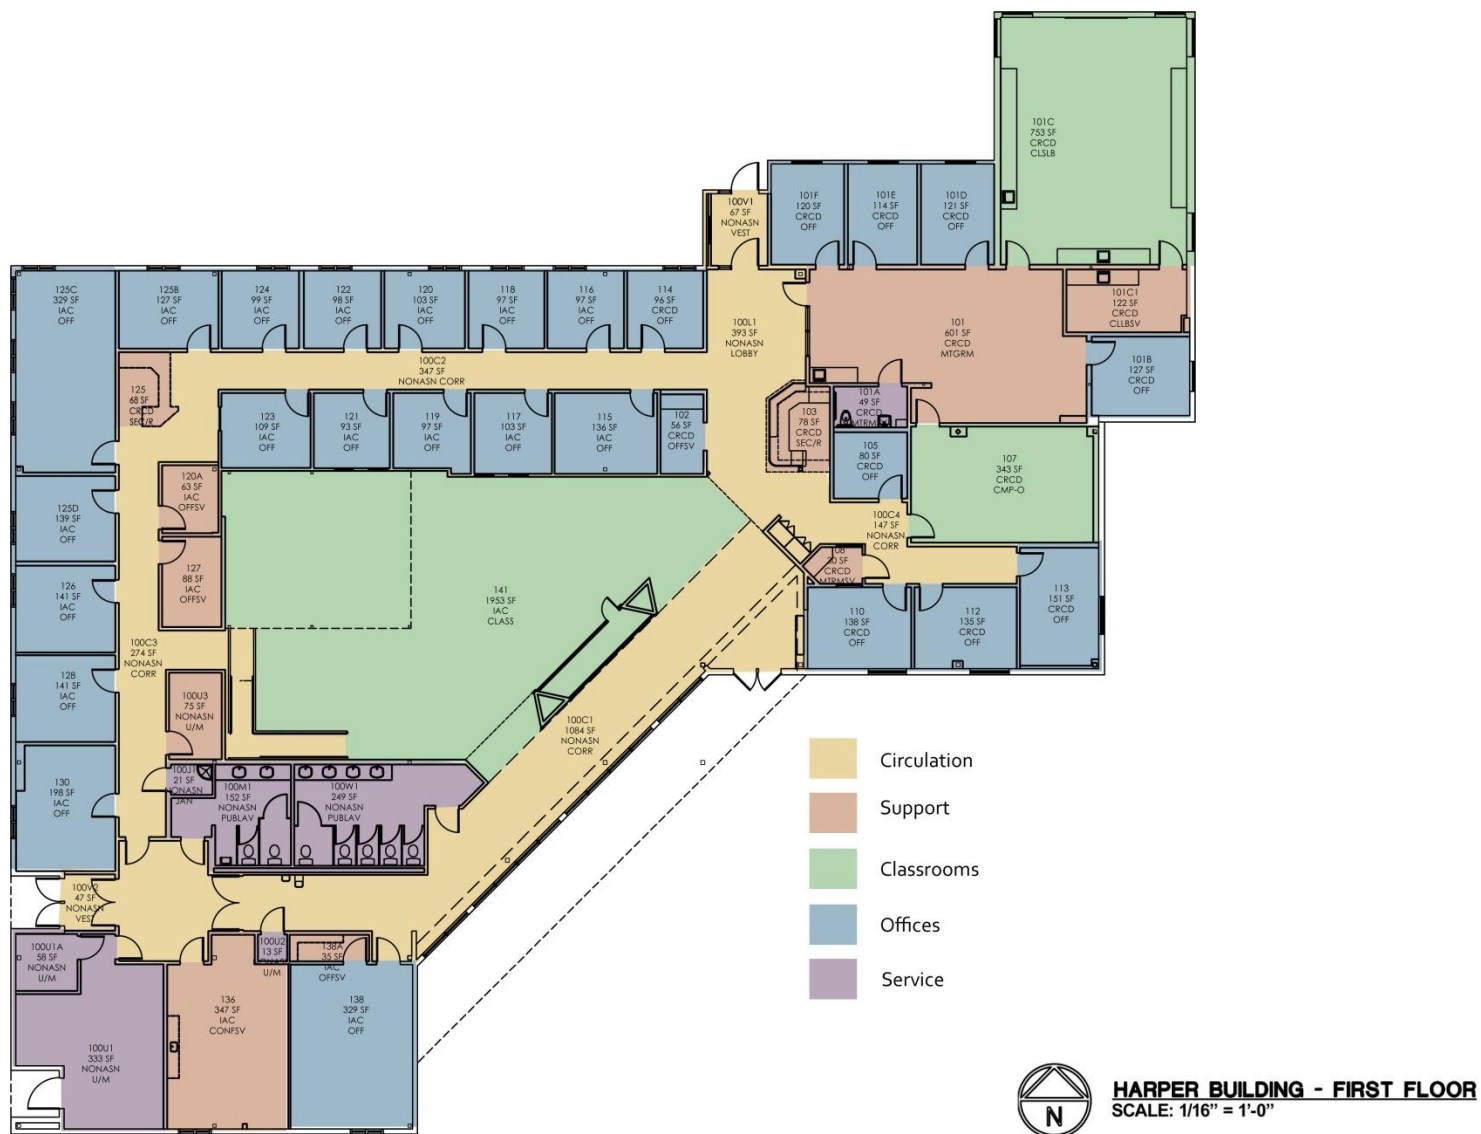 101C
753 SF
CRCD
CLSLB
100V1
67 SF
NONASN
VEST
101F
120 SF
CRCD
OFF
101E
114 SF
CRCD
OFF
101D
121 SF
CRCD
OFF
125C
329 SF
IAC
OFF
125B
127 SF
IAC
OFF
124
99 SF
IAC
OFF
122
98 SF
IAC
OFF
120
103 SF
IAC
OFF
118
97 SF
IAC
OFF
116
97 SF
IAC
OFF
114
96 SF
CRCD
OFF
100L1
393 SF
NONASN
LOBBY
101
601 SF
CRCD
MTGRM
101C1
122 SF
CRCD
CLLBSV
101B
127 SF
CRCD
OFF
100C2
347 SF
NONASN CORR
125
68 SF
CRCD
SEC/R
123
109 SF
IAC
OFF
121
93 SF
IAC
OFF
119
97 SF
IAC
OFF
117
103 SF
IAC
OFF
115
136 SF
IAC
OFF
102
56 SF
CRCD
OFFSV
103
78 SF
CRCD
SEC/R
101A
49 SF
CRCD
MTRM
105
80 SF
CRCD
OFF
107
343 SF
CRCD
CMP-O
120A
63 SF
IAC
OFFSV
125D
139 SF
IAC
OFF
127
88 SF
IAC
OFFSV
100C4
147 SF
NONASN
CORR
108
20 SF
CRCD
MTRMSV
126
141 SF
IAC
OFF
141
1953 SF
IAC
CLASS
110
138 SF
CRCD
OFF
112
135 SF
CRCD
OFF
113
151 SF
CRCD
OFF
100C3
274 SF
NONASN
CORR
128
141 SF
IAC
OFF
100U3
75 SF
NONASN
U/M
100C1
1084 SF
NONASN
CORR
130
198 SF
IAC
OFF
100J1
21 SF
NONASN
JAN
100M1
152 SF
NONASN
PUBLAV
100W1
249 SF
NONASN
PUBLAV
Circulation
Support
Classrooms
Offices
Service
100V2
47 SF
NONASN
VEST
100U1A
58 SF
NONASN
U/M
100U2
13 SF
U/M
138A
35 SF
IAC
OFFSV
136
347 SF
IAC
CONFSV
138
329 SF
IAC
OFF
100U1
333 SF
NONASN
U/M
N
HARPER BUILDING - FIRST FLOOR
SCALE: 1/16" = 1'-0"